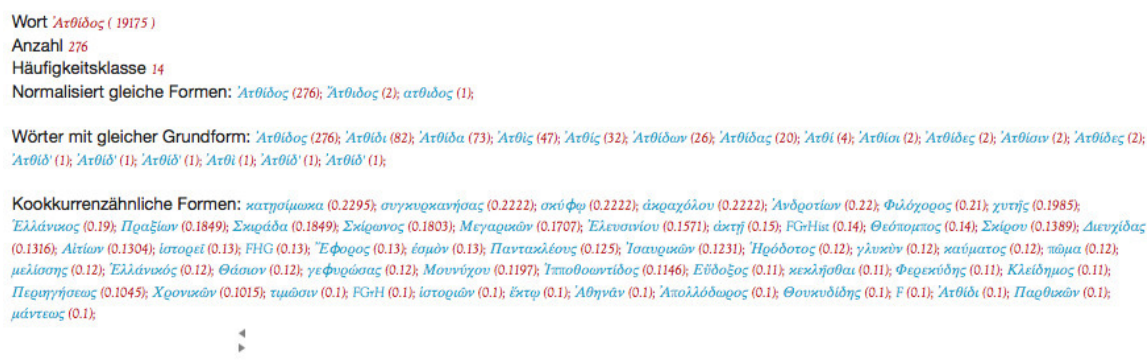 Wort Ἀτθίδος ( 19175 )
Anzahl 276
Häufigkeitsklasse 14
Normalisiert gleiche Formen: Ἀτθίδος (276); Ἄτθιδος (2); ατθιδος (1);
Wörter mit gleicher Grundform: Ἀτθίδος (276); Ἀτθίδι (82); Ἀτθίδα (73); Ἀτθὶς (47); Ἀτθίς (32); Ἀτθίδων (26); Ἀτθίδας (20); Ἀτθί (4); Ἀτθίσι (2); Ἀτθίδες (2); Ἀτθίσιν (2); Ἀτθίδες (2);
Ἀτθίδ' (1); Ἀτθίδ' (1); Ἀτθίδ' (1); Ἀτθὶ (1); Ἀτθίδ' (1); Ἀτθίδ' (1);
Kookkurrenzähnliche Formen: κατησίμωκα (0.2295); συγκυρκανήσας (0.2222); σκύφῳ (0.2222); ἀκραχόλου (0.2222); Ἀνδροτίων (0.22); Φιλόχορος (0.21); χυτῆς (0.1985);
Ἑλλάνικος (0.19); Πραξίων (0.1849); Σκιράδα (0.1849); Σκίρωνος (0.1803); Μεγαρικῶν (0.1707); Ἐλευσινίου (0.1571); ἀκτῇ (0.15); FGrHist (0.14); Θεόπομπος (0.14); Σκίρου (0.1389); Διευχίδας
(0.1316); Αἰτίων (0.1304); ἱστορεῖ (0.13); FHG (0.13); Ἔφορος (0.13); ἑσμὸν (0.13); Παντακλέους (0.125); Ἰσαυρικῶν (0.1231); Ἡρόδοτος (0.12); γλυκὺν (0.12); καύματος (0.12); πῶμα (0.12);
μελίσσης (0.12); Ἑλλάνικός (0.12); Θάσιον (0.12); γεφυρώσας (0.12); Μουνύχου (0.1197); Ἱπποθοωντίδος (0.1146); Εὔδοξος (0.11); κεκλῆσθαι (0.11); Φερεκύδης (0.11); Κλείδημος (0.11);
Περιηγήσεως (0.1045); Χρονικῶν (0.1015); τιμῶσιν (0.1); FGrH (0.1); ἱστοριῶν (0.1); ἕκτῳ (0.1); Ἀθηνᾶν (0.1); Ἀπολλόδωρος (0.1); Θουκυδίδης (0.1); F (0.1); Ἀτθίδι (0.1); Παρθικῶν (0.1);
μάντεως (0.1);